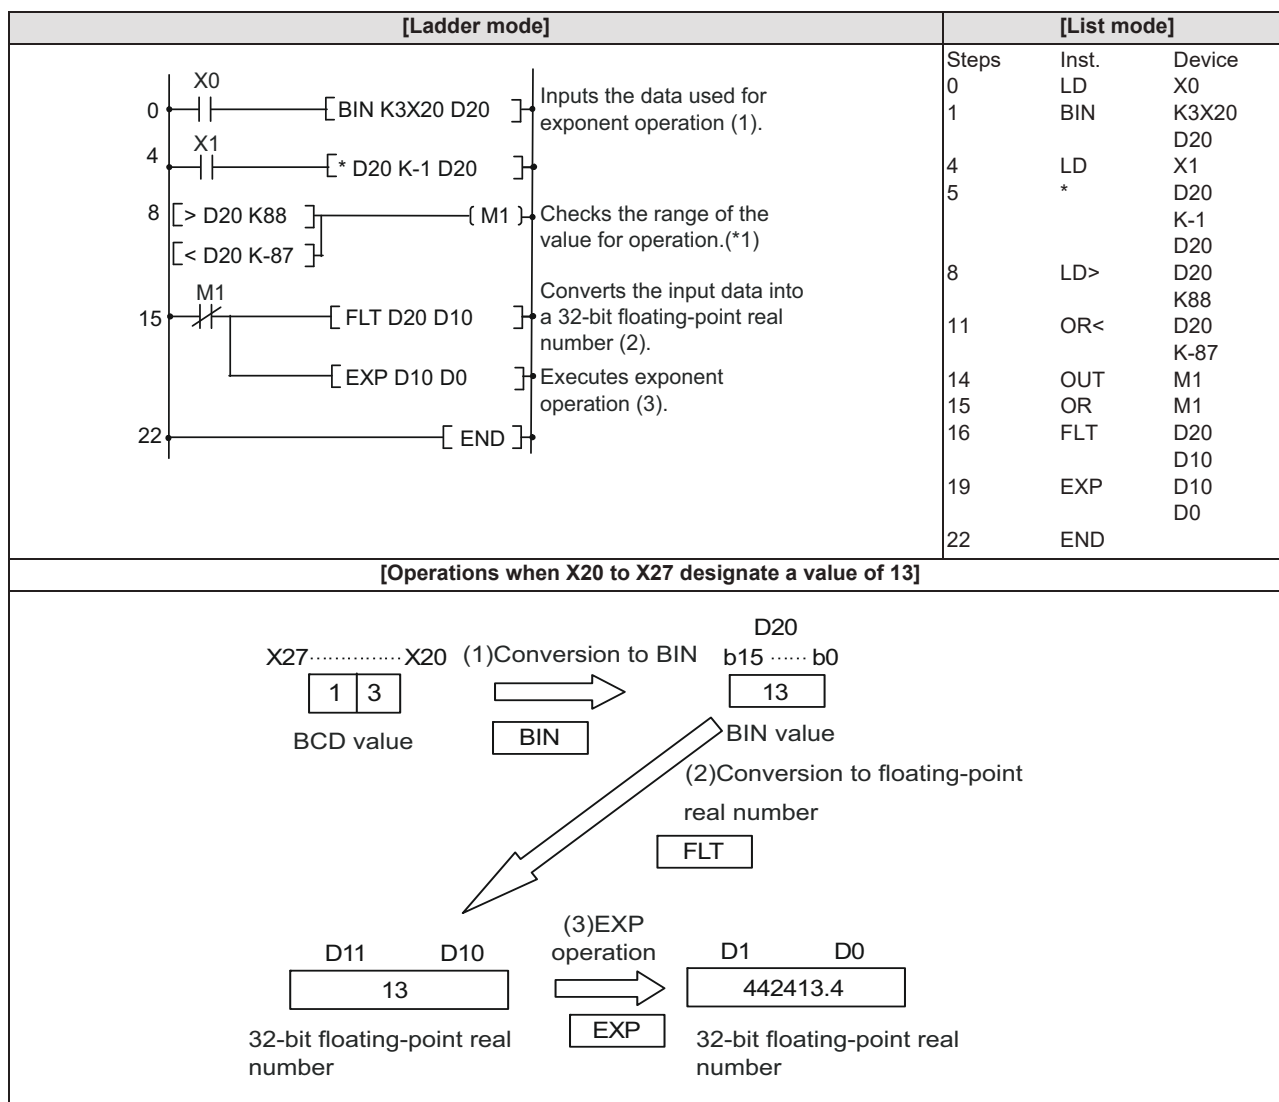 [Ladder mode]
[List mode]
0 X0 BIN K3X20 D20 Inputs the data used for
exponent operation (1).
4 X1 * D20 K-1 D20
8 > D20 K88 M1 Checks the range of the
< D20 K-87 value for operation.(*1)
15 M1 FLT D20 D10 Converts the input data into
a 32-bit floating-point real
number (2).
EXP D10 D0 Executes exponent
operation (3).
22 END
Steps Inst. Device
0 LD X0
1 BIN K3X20
D20
4 LD X1
5 * D20
K-1
D20
8 LD> D20
K88
11 OR< D20
K-87
14 OUT M1
15 OR M1
16 FLT D20
D10
19 EXP D10
D0
22 END
[Operations when X20 to X27 designate a value of 13]
X27 X20 (1)Conversion to BIN D20
b15 b0
1 3 13
BCD value BIN BIN value
(2)Conversion to floating-point
real number
FLT
(3)EXP
operation
D11 D10 D1 D0
13 442413.4
EXP
32-bit floating-point real
number
32-bit floating-point real
number